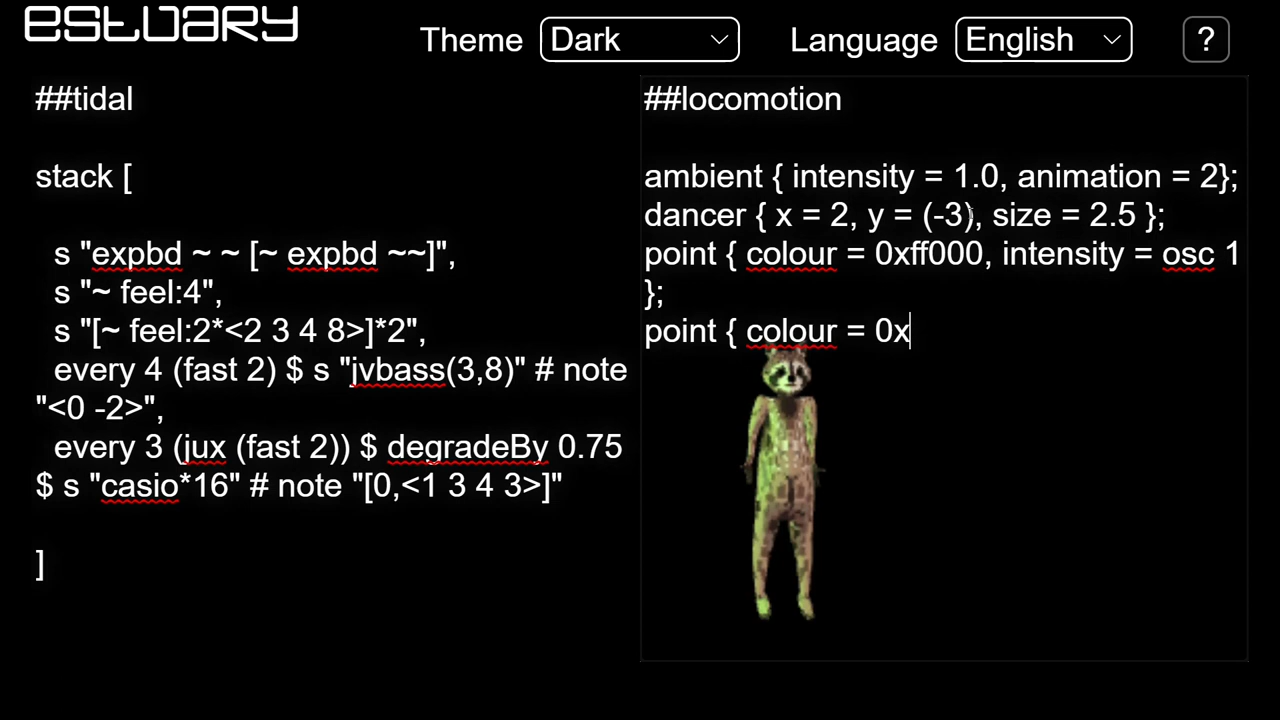 estuary
Theme Dark Language English ?
##tidal
stack [
s "expbd ~ ~ [~ expbd ~~]",
s "~ feel:4",
s "[~ feel:2*<2 3 4 8>]*2",
every 4 (fast 2) $ s "jvbass(3,8)" # note
"<0 -2>",
every 3 (jux (fast 2)) $ degradeBy 0.75
$ s "casio*16" # note "[0,<1 3 4 3>]"
]
##locomotion
ambient { intensity = 1.0, animation = 2};
dancer { x = 2, y = (-3), size = 2.5 };
point { colour = 0xff000, intensity = osc 1
};
point { colour = 0x